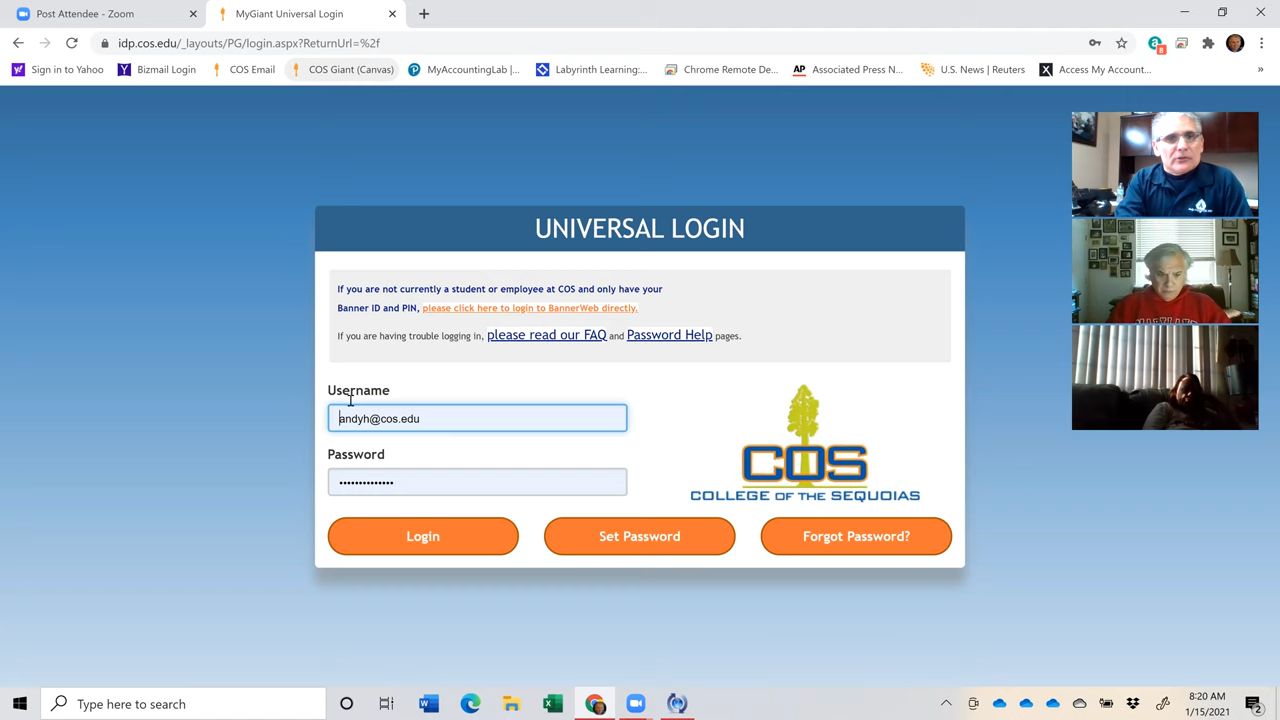 Post Attendee - Zoom
MyGiant Universal Login
idp.cos.edu/_layouts/PG/login.aspx?ReturnUrl=%2f
8
Sign in to Yahoo
Bizmail Login
COS Email
COS Giant (Canvas)
MyAccountingLab |...
Labyrinth Learning:...
Chrome Remote De...
AP Associated Press N...
U.S. News | Reuters
X Access My Account...
»
UNIVERSAL LOGIN
If you are not currently a student or employee at COS and only have your
Banner ID and PIN, please click here to login to BannerWeb directly.
If you are having trouble logging in, please read our FAQ and Password Help pages.
Username
andyh@cos.edu
Password
••••••••••••••
COS
COLLEGE OF THE SEQUOIAS
Login
Set Password
Forgot Password?
Type here to search
8:20 AM
1/15/2021
2